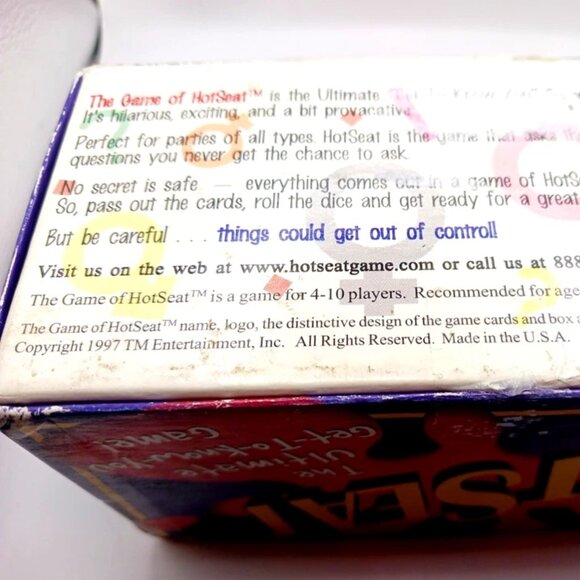 The Game of HotSeat™ is the Ultimate
It's hilarious, exciting, and a bit provacative
Perfect for parties of all types. HotSeat is the game that asks
questions you never get the chance to ask.
No secret is safe — everything comes out in a game of
So, pass out the cards, roll the dice and get ready for a great
But be careful . . . things could get out of control!
Visit us on the web at www.hotseatgame.com or call us at 888
The Game of HotSeat™ is a game for 4-10 players. Recommended for
The Game of HotSeat™ name, logo, the distinctive design of the game cards and box
Copyright 1997 TM Entertainment, Inc. All Rights Reserved. Made in the U.S.A.
The
Ultimate
Get-To-Know-You
Game!